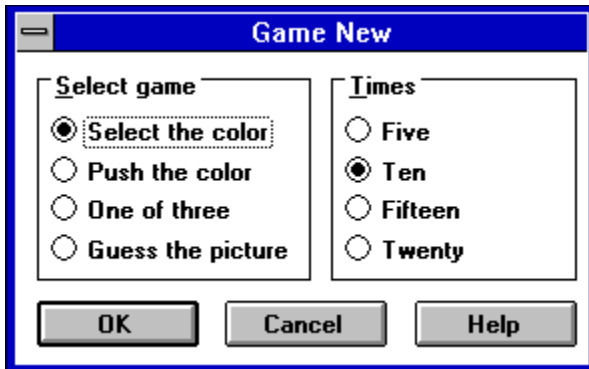 Game New
Select game
Select the color
Push the color
One of three
Guess the picture
Times
Five
Ten
Fifteen
Twenty
OK
Cancel
Help